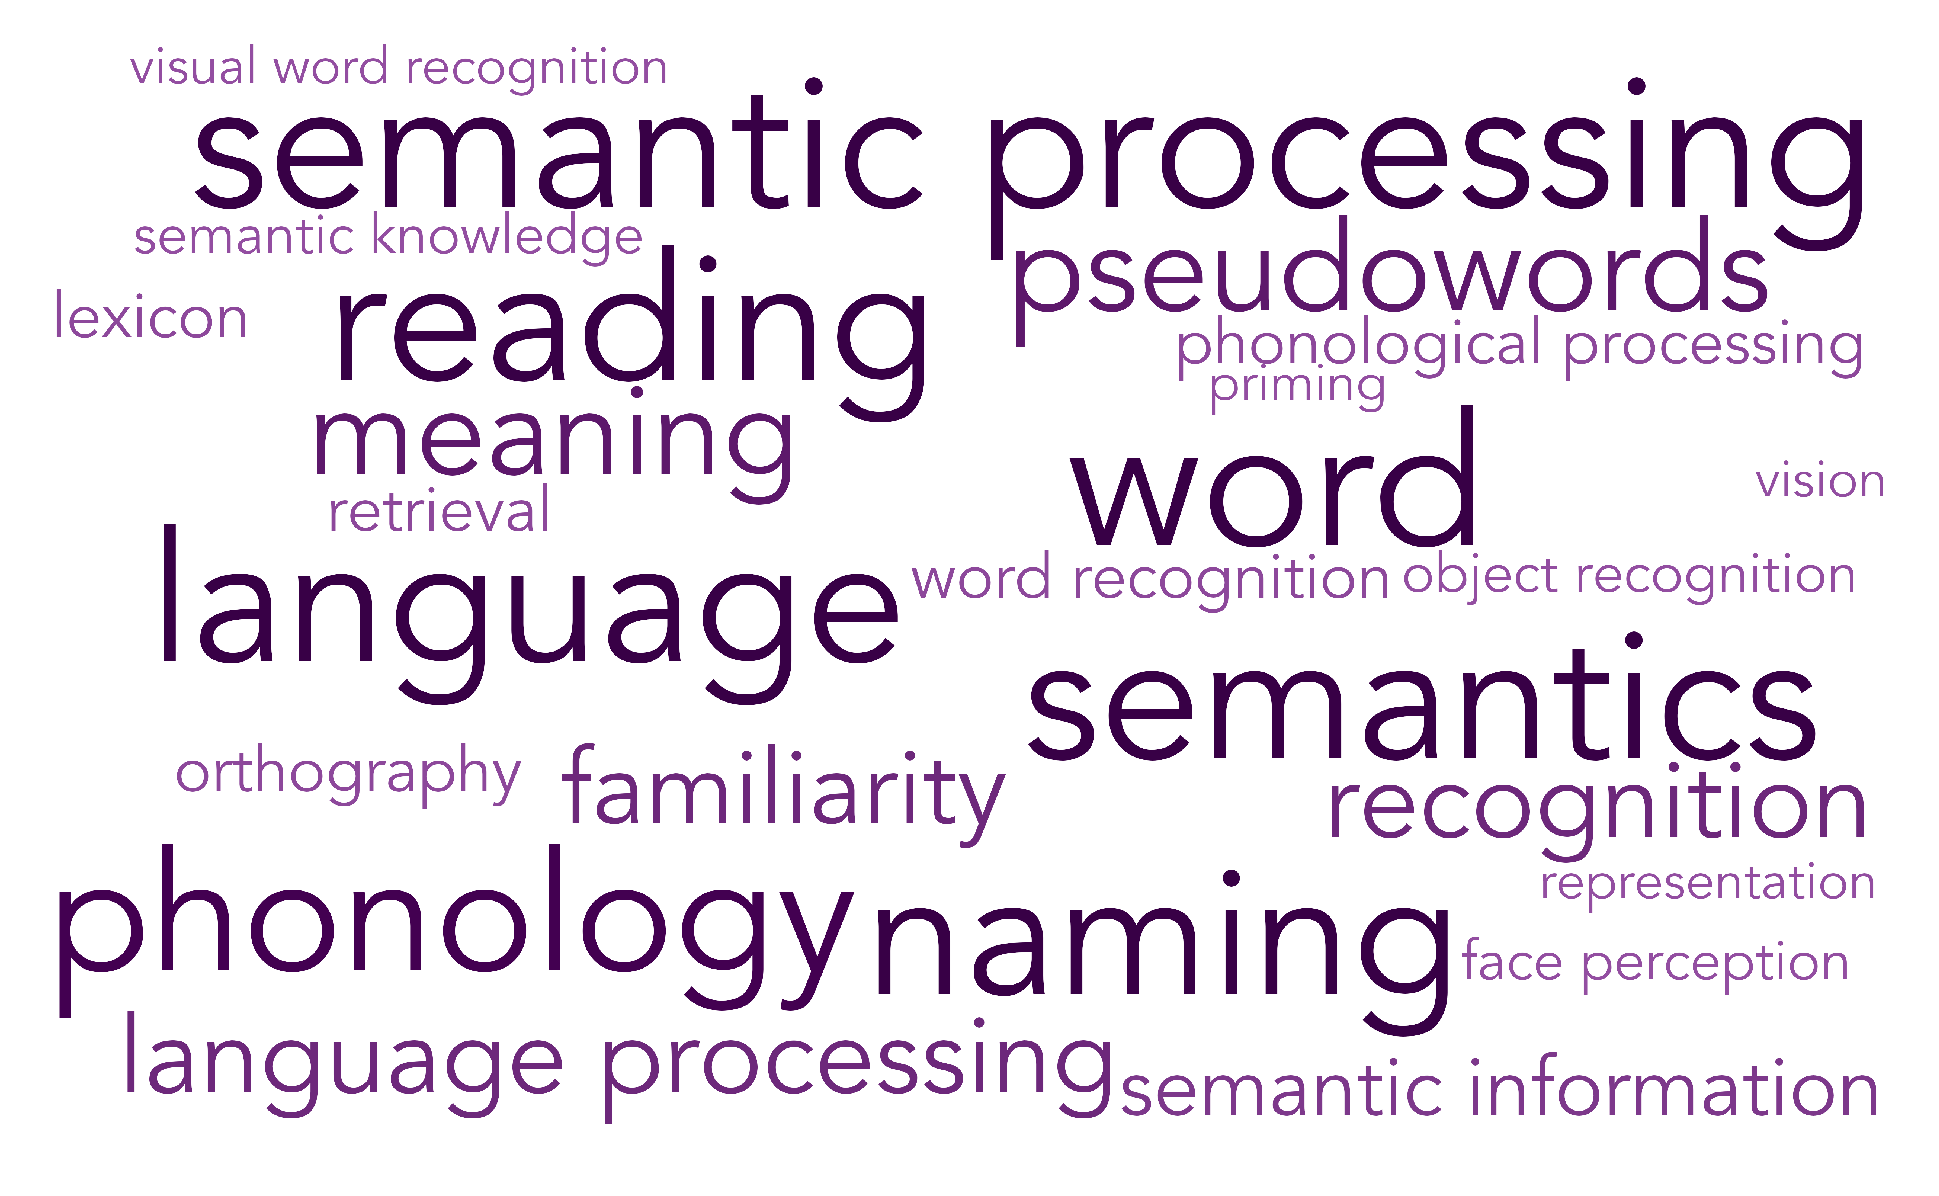 visual word recognition
semantic processing
semantic knowledge
pseudowords
lexicon
reading
phonological processing
priming
meaning
word
vision
retrieval
language
word recognition
object recognition
semantics
orthography
familiarity
recognition
representation
phonology
naming
face perception
language processing
semantic information